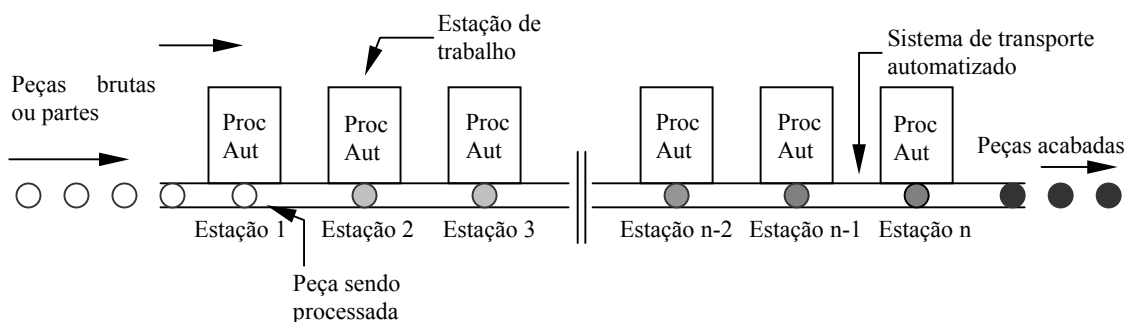 Estação de
trabalho
Sistema de transporte
automatizado
Peças brutas
ou partes
Proc
Aut
Proc
Aut
Proc
Aut
Proc
Aut
Proc
Aut
Proc
Aut
Peças acabadas
Estação 1
Estação 2
Estação 3
Estação n-2
Estação n-1
Estação n
Peça sendo
processada